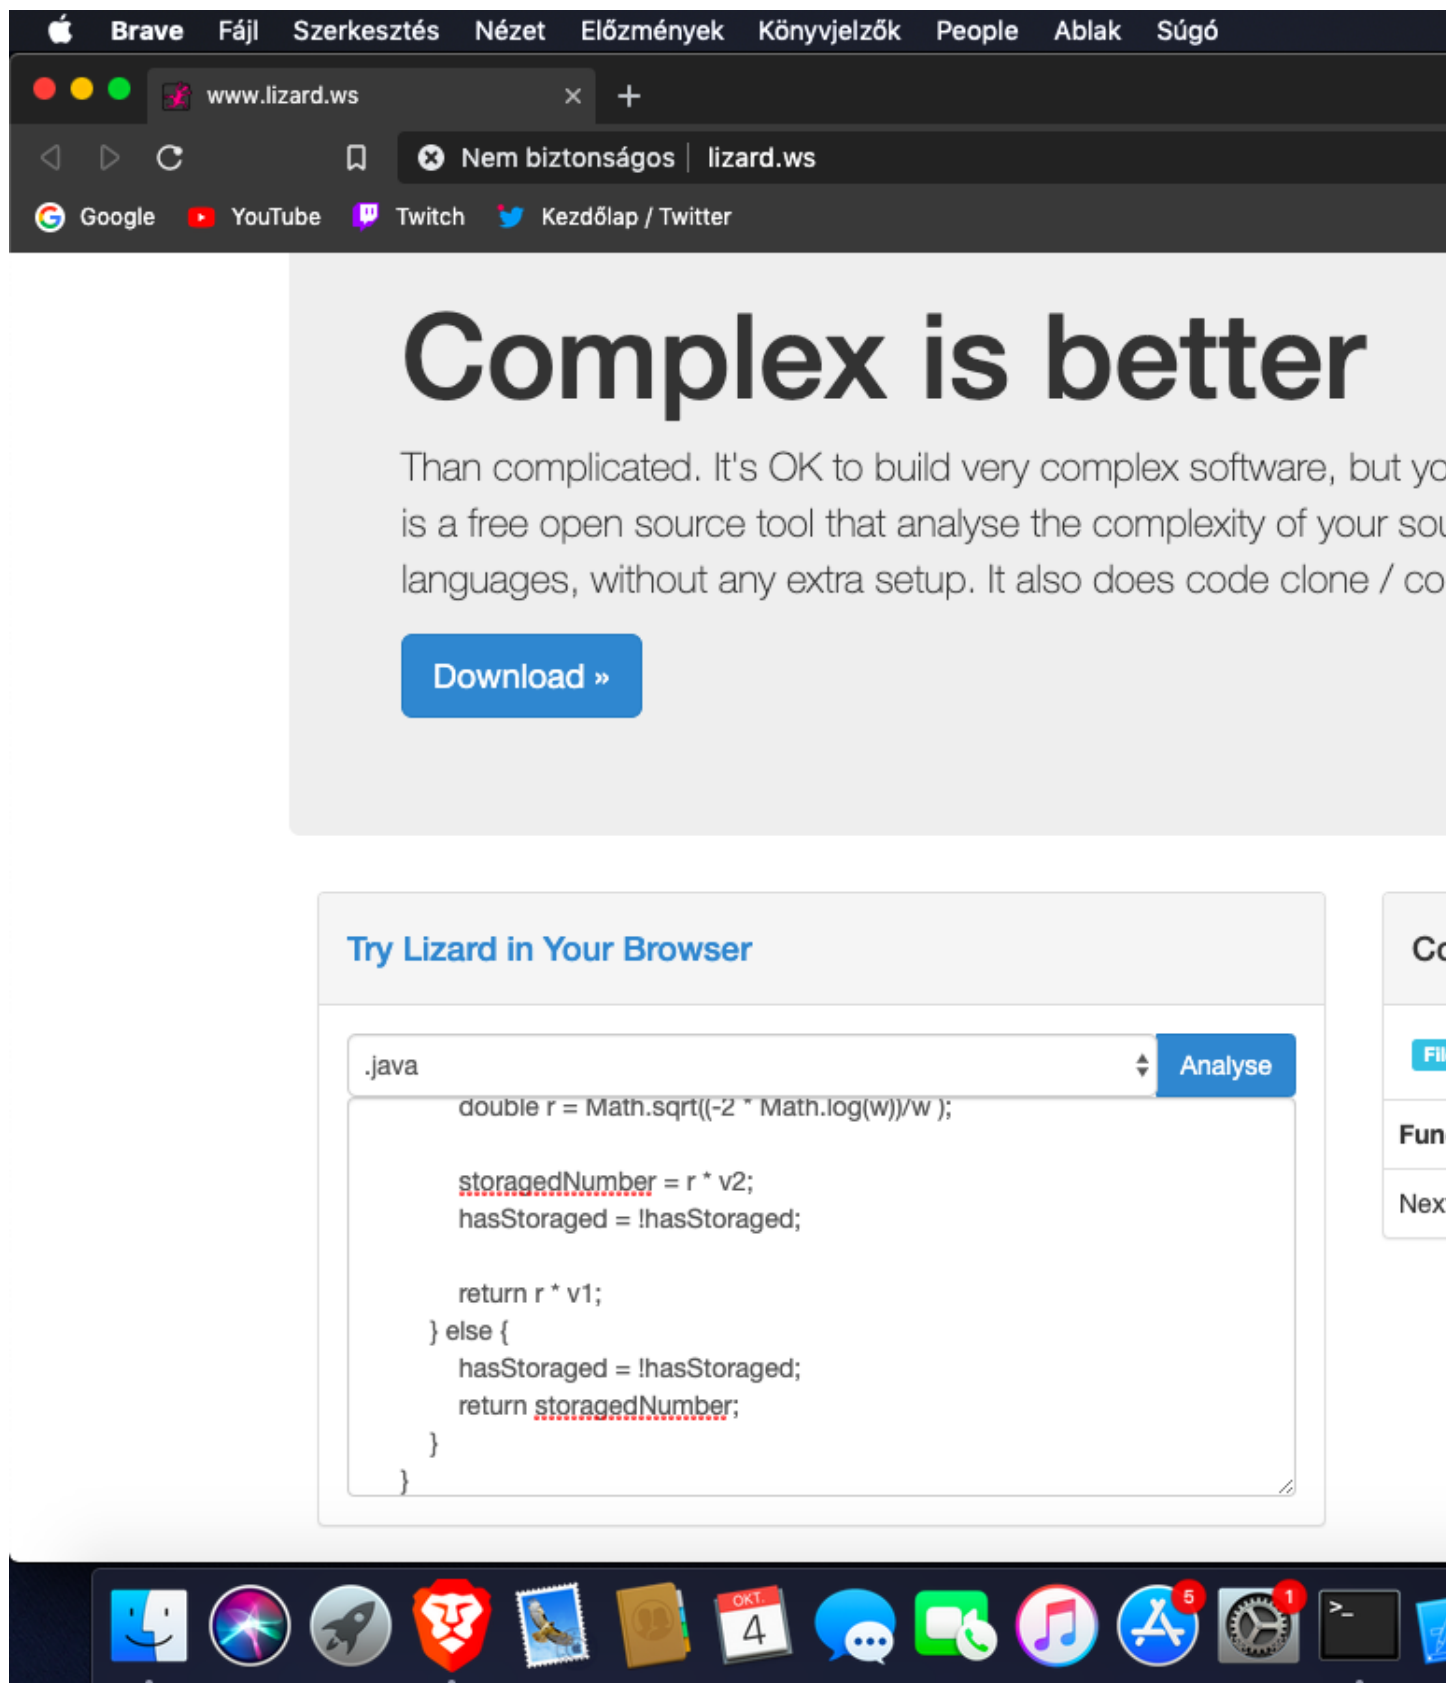 Brave Fájl Szerkesztés Nézet Előzmények Könyvjelzők People Ablak Súgó
www.lizard.ws
Nem biztonságos lizard.ws
Google YouTube Twitch Kezdőlap / Twitter
Complex is better
Than complicated. It's OK to build very complex software, but
is a free open source tool that analyse the complexity of your
languages, without any extra setup. It also does code clone /
Download »
Try Lizard in Your Browser
.java Analyse
double r = Math.sqrt((-2 * Math.log(w))/w );
storagedNumber = r * v2;
hasStoraged = !hasStoraged;
return r * v1;
} else {
hasStoraged = !hasStoraged;
return storagedNumber;
}
}
OKT.
4
5
1
>_